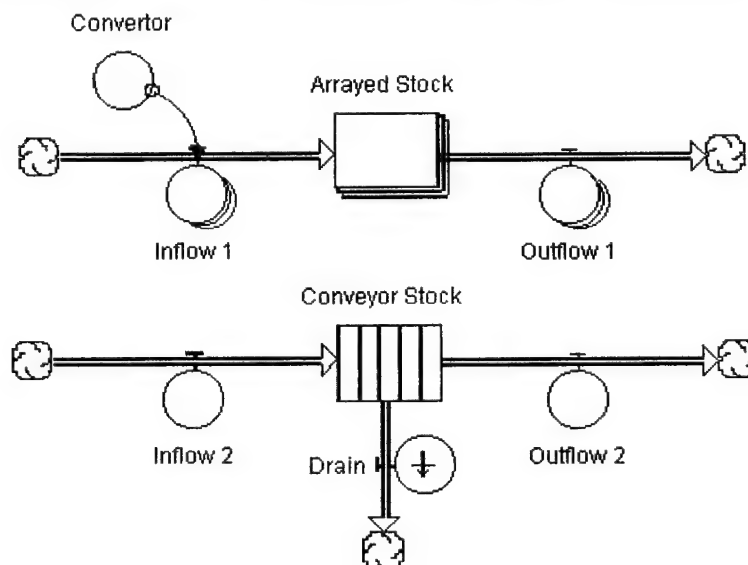 Convertor
Arrayed Stock
Inflow 1
Outflow 1
Conveyor Stock
Inflow 2
Drain
Outflow 2